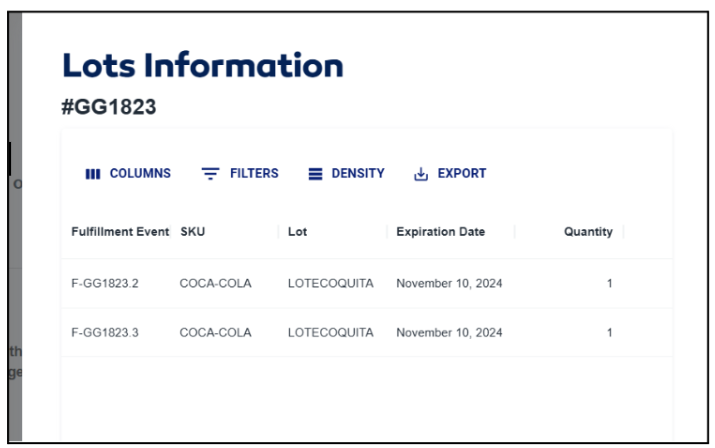 Lots Information
#GG1823
COLUMNS FILTERS DENSITY EXPORT
Fulfillment Event SKU Lot Expiration Date Quantity
F-GG1823.2 COCA-COLA LOTECOQUITA November 10, 2024 1
F-GG1823.3 COCA-COLA LOTECOQUITA November 10, 2024 1